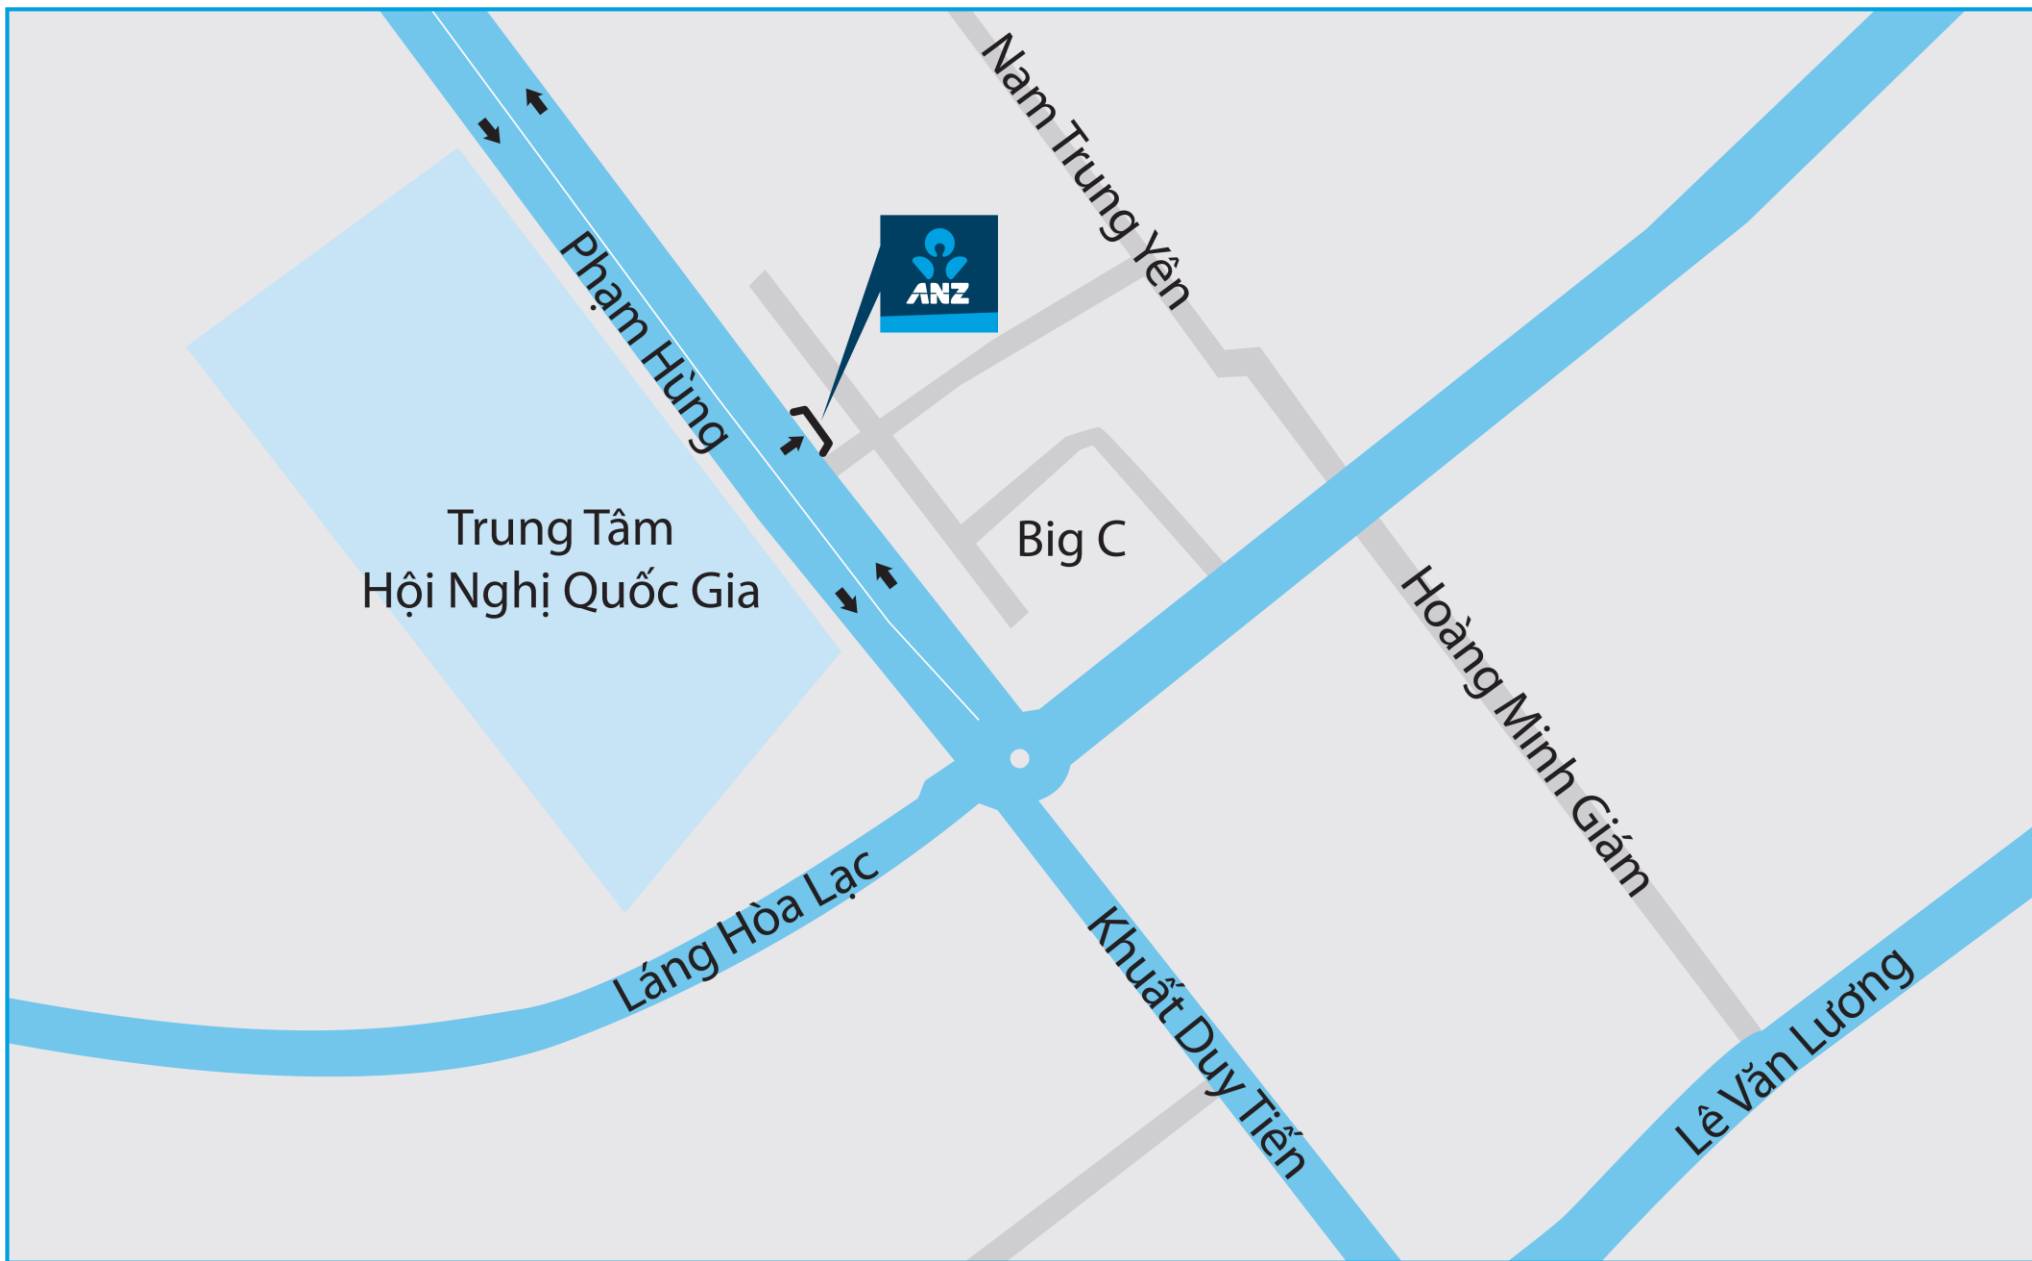 Nam Trung Yên
ANZ
Phạm Hùng
Trung Tâm
Hội Nghị Quốc Gia
Big C
Hoàng Minh Giám
Láng Hòa Lạc
Khuất Duy Tiến
Lê Văn Lương